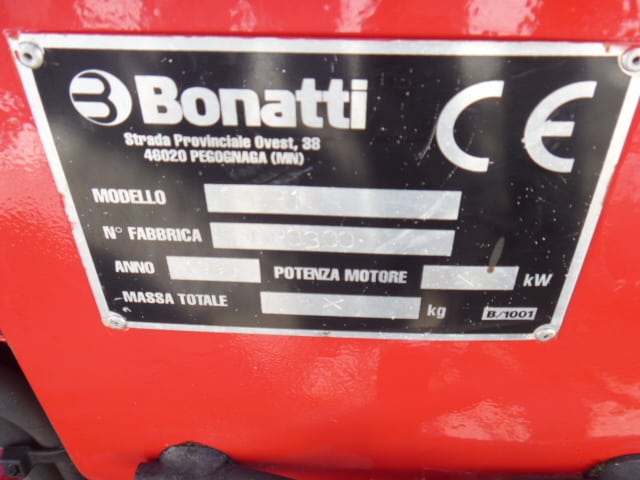 B Bonatti CE
Strada Provinciale Ovest, 38
46020 PEGOGNAGA (MN)
MODELLO
N° FABBRICA
ANNO POTENZA MOTORE X kW
MASSA TOTALE X kg B/1001